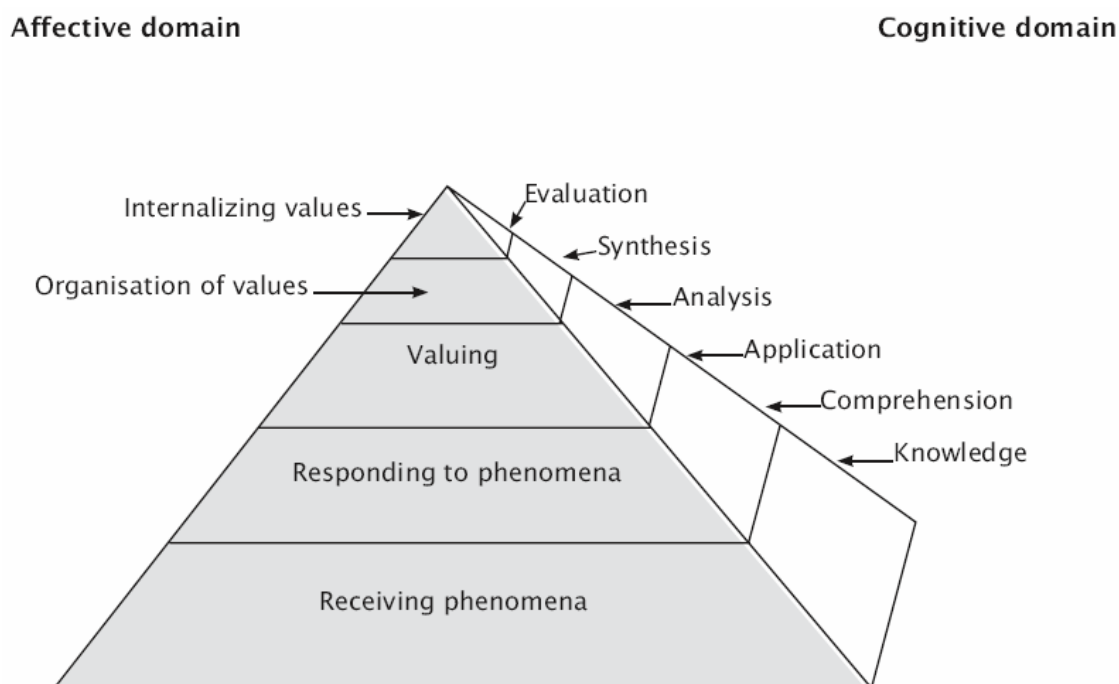 Affective domain
Cognitive domain
Evaluation
Internalizing values
Synthesis
Organisation of values
Analysis
Valuing
Application
Comprehension
Knowledge
Responding to phenomena
Receiving phenomena